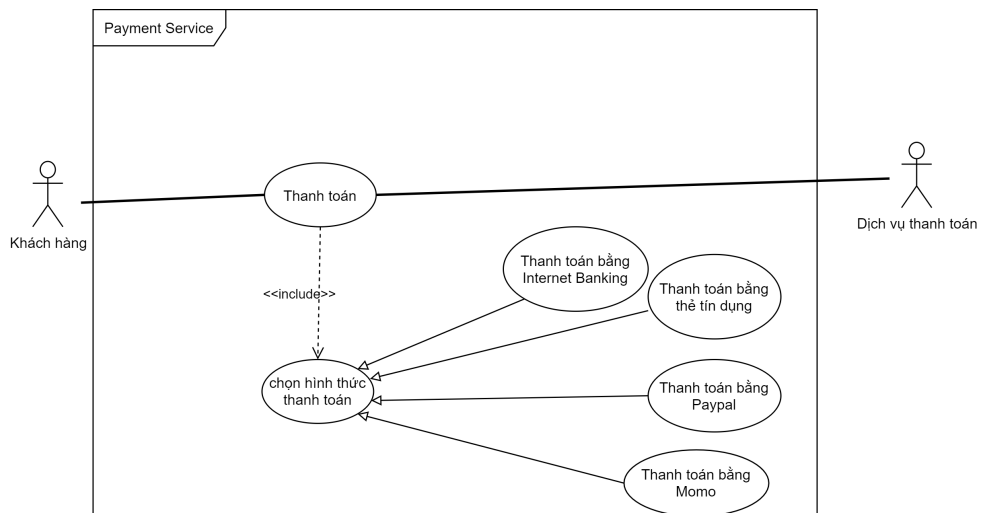 Payment Service
Thanh toán
Khách hàng
Dịch vụ thanh toán
<<include>>
Thanh toán bằng
Internet Banking
Thanh toán bằng
thẻ tín dụng
chọn hình thức
thanh toán
Thanh toán bằng
Paypal
Thanh toán bằng
Momo